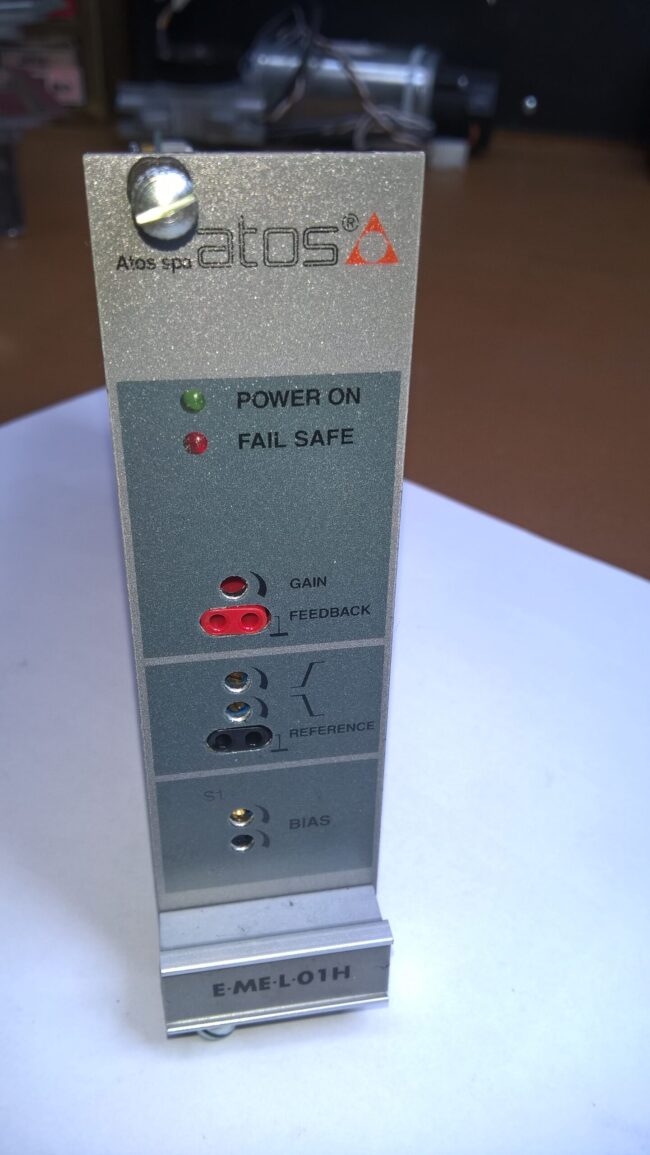 Atos spa atos®
POWER ON
FAIL SAFE
GAIN
FEEDBACK
REFERENCE
S1
BIAS
E·ME·L·01H